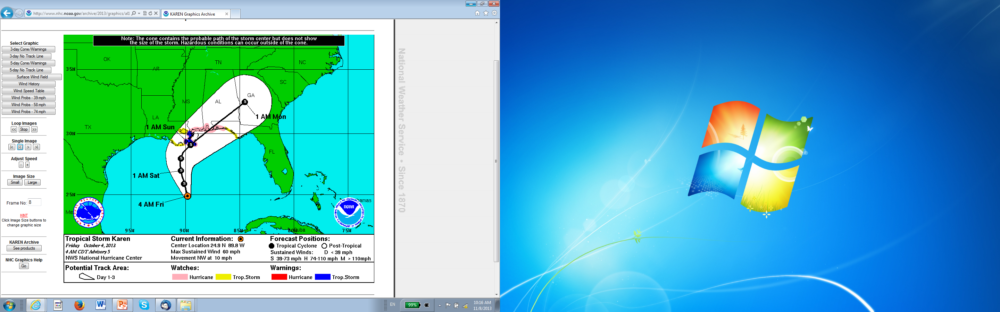 http://www.nhc.noaa.gov/archive/2013/graphics/al1
KAREN Graphics Archive
Note: The cone contains the probable path of the storm center but does not show
the size of the storm. Hazardous conditions can occur outside of the cone.
Select Graphic
3-day Cone/Warnings
3-day No Track Line
5-day Cone/Warnings
5-day No Track Line
Surface Wind Field
Wind History
Wind Speed Table
Wind Probs - 39 mph
Wind Probs - 58 mph
Wind Probs - 74 mph
Loop Images
<< Stop >>
Single Image
|< < > >|
Adjust Speed
- +
Image Size
Small Large
Frame No: 8
HINT
Click Image Size buttons to
change graphic size
KAREN Archive
See products
NHC Graphics Help
Go
OK
TN
NC
AR
35N
SC
GA
MS
AL
LA
1 AM Mon
TX
1 AM Sun
30N
S
S
S
S
S
FL
1 AM Sat
25N
4 AM Fri
NATIONAL WEATHER SERVICE
NOAA
amas
Me
Cuba
95W
90W
85W
80W
75W
Tropical Storm Karen
Friday October 4, 2013
4 AM CDT Advisory 5
NWS National Hurricane Center
Current Information:
Center Location 24.9 N 89.8 W
Max Sustained Wind 60 mph
Movement NW at 10 mph
Forecast Positions:
Tropical Cyclone Post-Tropical
Sustained Winds: D < 39 mph
S 39-73 mph H 74-110 mph M > 110mph
Potential Track Area:
Day 1-3
Watches:
Hurricane Trop.Storm
Warnings:
Hurricane Trop.Storm
National Weather Service • Since 1870
EN
99%
10:16 AM
11/8/2013